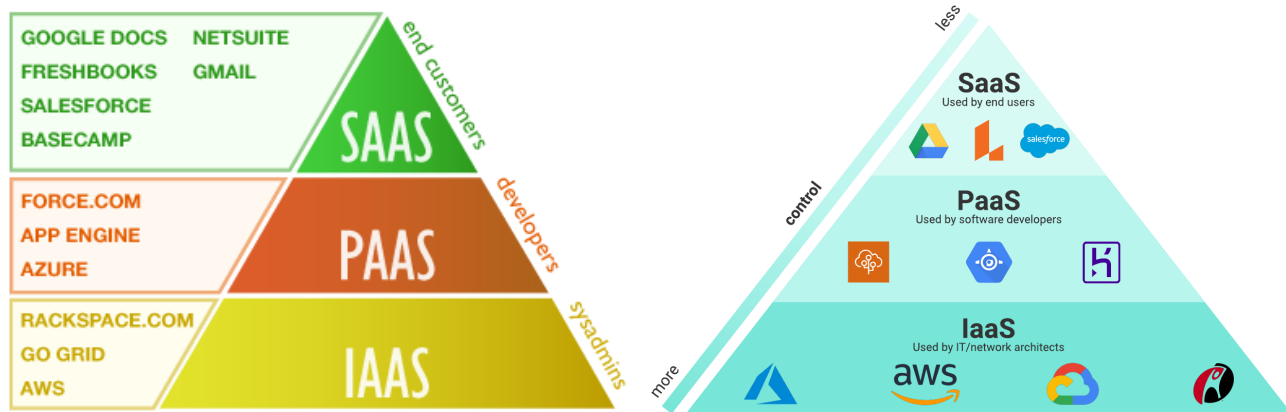 GOOGLE DOCS NETSUITE
FRESHBOOKS GMAIL
SALESFORCE
BASECAMP
SAAS
end customers
FORCE.COM
APP ENGINE
AZURE
PAAS
developers
RACKSPACE.COM
GO GRID
AWS
IAAS
sysadmins
less
control
more
SaaS
Used by end users
salesforce
PaaS
Used by software developers
IaaS
Used by IT/network architects
aws